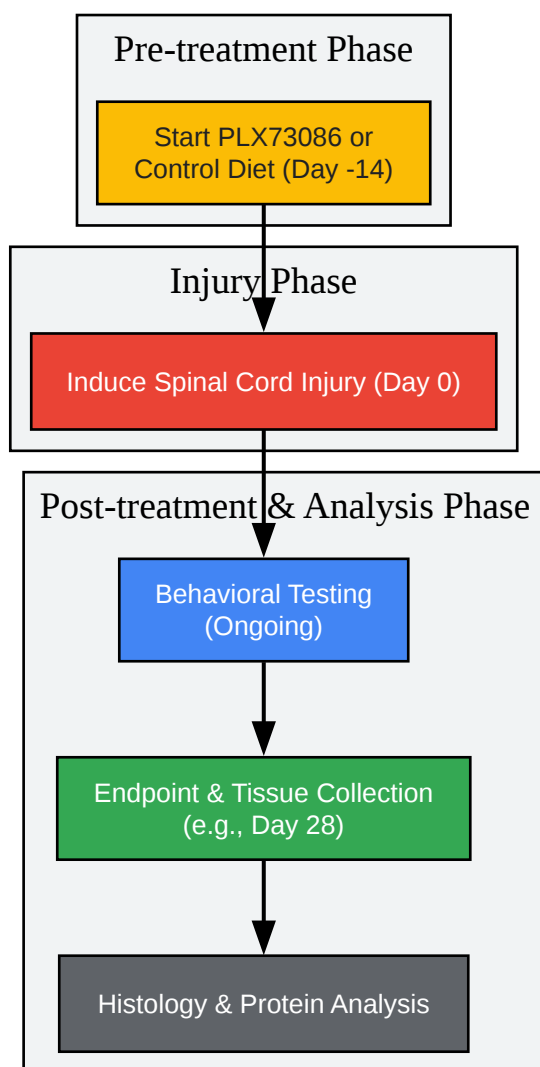 Pre-treatment Phase
Start PLX73086 or
Control Diet (Day -14)
Injury Phase
Induce Spinal Cord Injury (Day 0)
Post-treatment & Analysis Phase
Behavioral Testing
(Ongoing)
Endpoint & Tissue Collection
(e.g., Day 28)
Histology & Protein Analysis